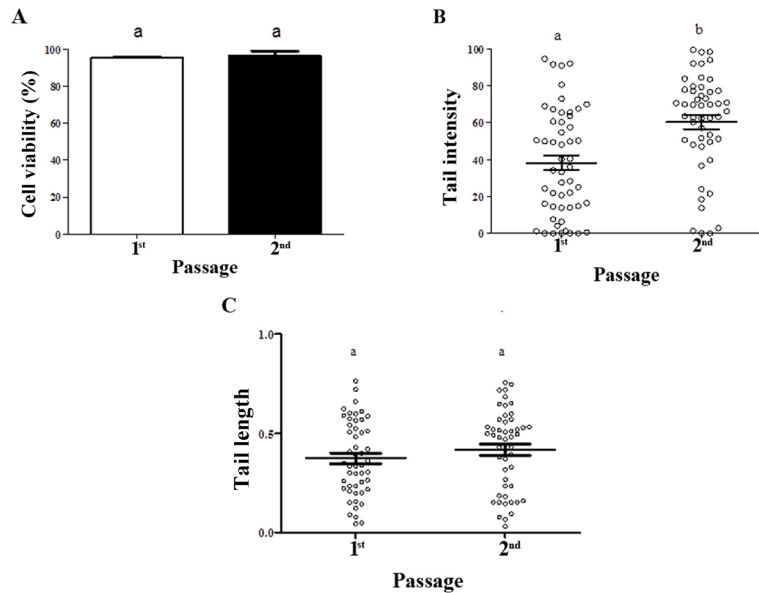 A
a a
Cell viability (%)
100
80
60
40
20
0
1st 2nd
Passage
B
a b
Tail intensity
100
80
60
40
20
0
1st 2nd
Passage
C
a a
Tail length
1.0
0.5
0.0
1st 2nd
Passage